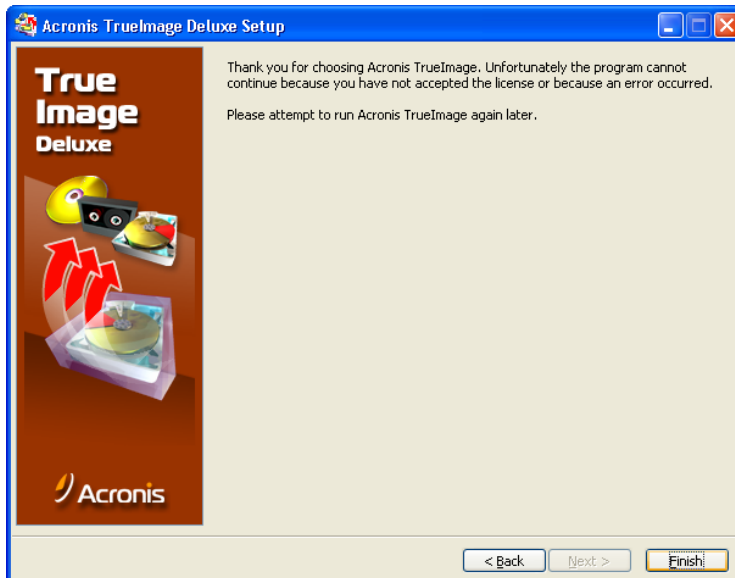 Acronis TrueImage Deluxe Setup
True
Image
Deluxe
Acronis
Thank you for choosing Acronis TrueImage. Unfortunately the program cannot
continue because you have not accepted the license or because an error occurred.
Please attempt to run Acronis TrueImage again later.
< Back
Next >
Finish